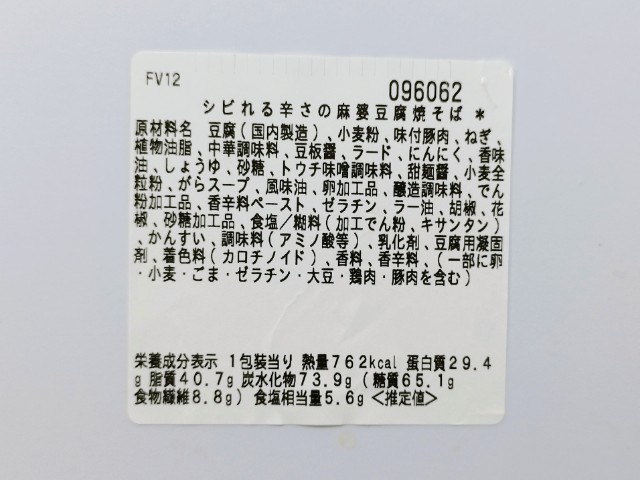 FV12
096062
シビれる辛さの麻婆豆腐焼そば *
原材料名 豆腐（国内製造）、小麦粉、味付豚肉、ねぎ、
植物油脂、中華調味料、豆板醤、ラード、にんにく、香味
油、しょうゆ、砂糖、トウチ味噌調味料、甜麺醤、小麦全
粒粉、がらスープ、風味油、卵加工品、醸造調味料、でん
粉加工品、香辛料ペースト、ゼラチン、ラー油、胡椒、花
椒、砂糖加工品、食塩／糊料（加工でん粉、キサンタン）
、かんすい、調味料（アミノ酸等）、乳化剤、豆腐用凝固
剤、着色料（カロチノイド）、香料、香辛料、（一部に卵
・小麦・ごま・ゼラチン・大豆・鶏肉・豚肉を含む）
栄養成分表示 1包装当り 熱量762kcal 蛋白質29.4
g 脂質40.7g 炭水化物73.9g（糖質65.1g
食物繊維8.8g）食塩相当量5.6g＜推定値＞